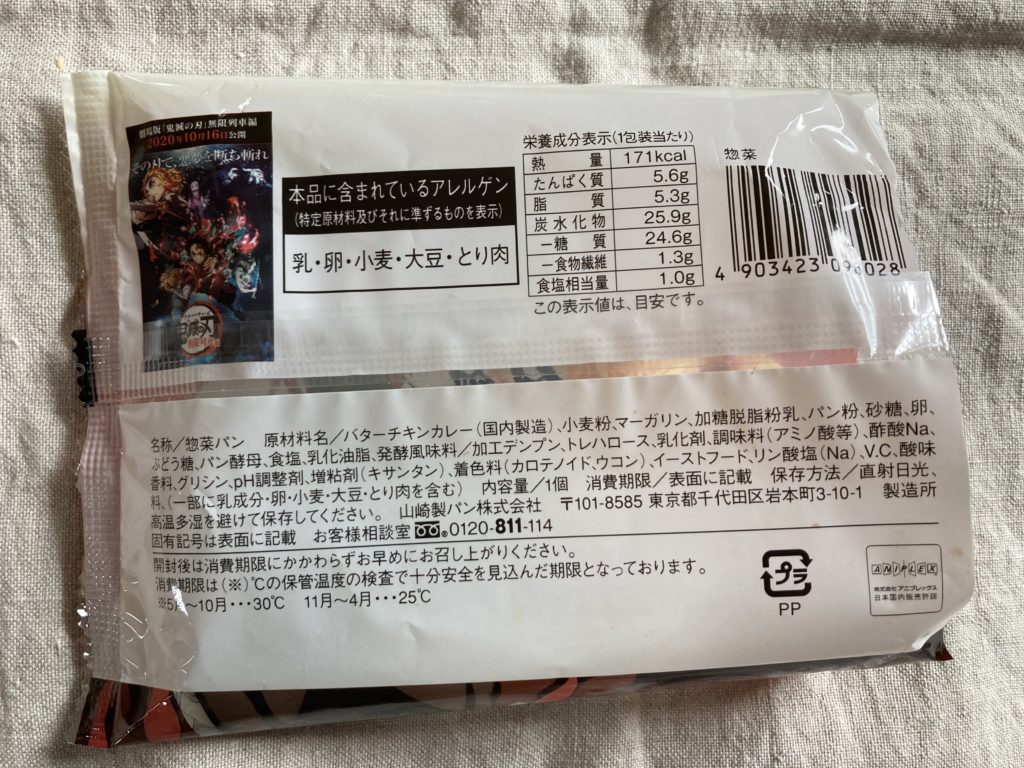 劇場版「鬼滅の刃」無限列車編
2020年10月16日公開
その刃で、悪夢を断ち斬れ
本品に含まれているアレルゲン
(特定原材料及びそれに準ずるものを表示)
乳・卵・小麦・大豆・とり肉
栄養成分表示(1包装当たり)
熱量 171kcal
たんぱく質 5.6g
脂質 5.3g
炭水化物 25.9g
ー糖質 24.6g
ー食物繊維 1.3g
食塩相当量 1.0g
この表示値は、目安です。
惣菜
4 903423 098028
名称/惣菜パン 原材料名/バターチキンカレー(国内製造)、小麦粉、マーガリン、加糖脱脂粉乳、パン粉、砂糖、卵、
ぶどう糖、パン酵母、食塩、乳化油脂、発酵風味料/加工デンプン、トレハロース、乳化剤、調味料(アミノ酸等)、酢酸Na、
香料、グリシン、pH調整剤、増粘剤(キサンタン)、着色料(カロテノイド、ウコン)、イーストフード、リン酸塩(Na)、V.C、酸味
料、(一部に乳成分・卵・小麦・大豆・とり肉を含む) 内容量/1個 消費期限/表面に記載 保存方法/直射日光、
高温多湿を避けて保存してください。 山崎製パン株式会社 〒101-8585 東京都千代田区岩本町3-10-1 製造所
固有記号は表面に記載 お客様相談室 0120-811-114
開封後は消費期限にかかわらずお早めにお召し上がりください。
消費期限は(※)℃の保管温度の検査で十分安全を見込んだ期限となっております。
※5月〜10月・・・30℃ 11月〜4月・・・25℃
プラ
PP
ANIPLEX
株式会社 アニプレックス
日本国内販売許諾